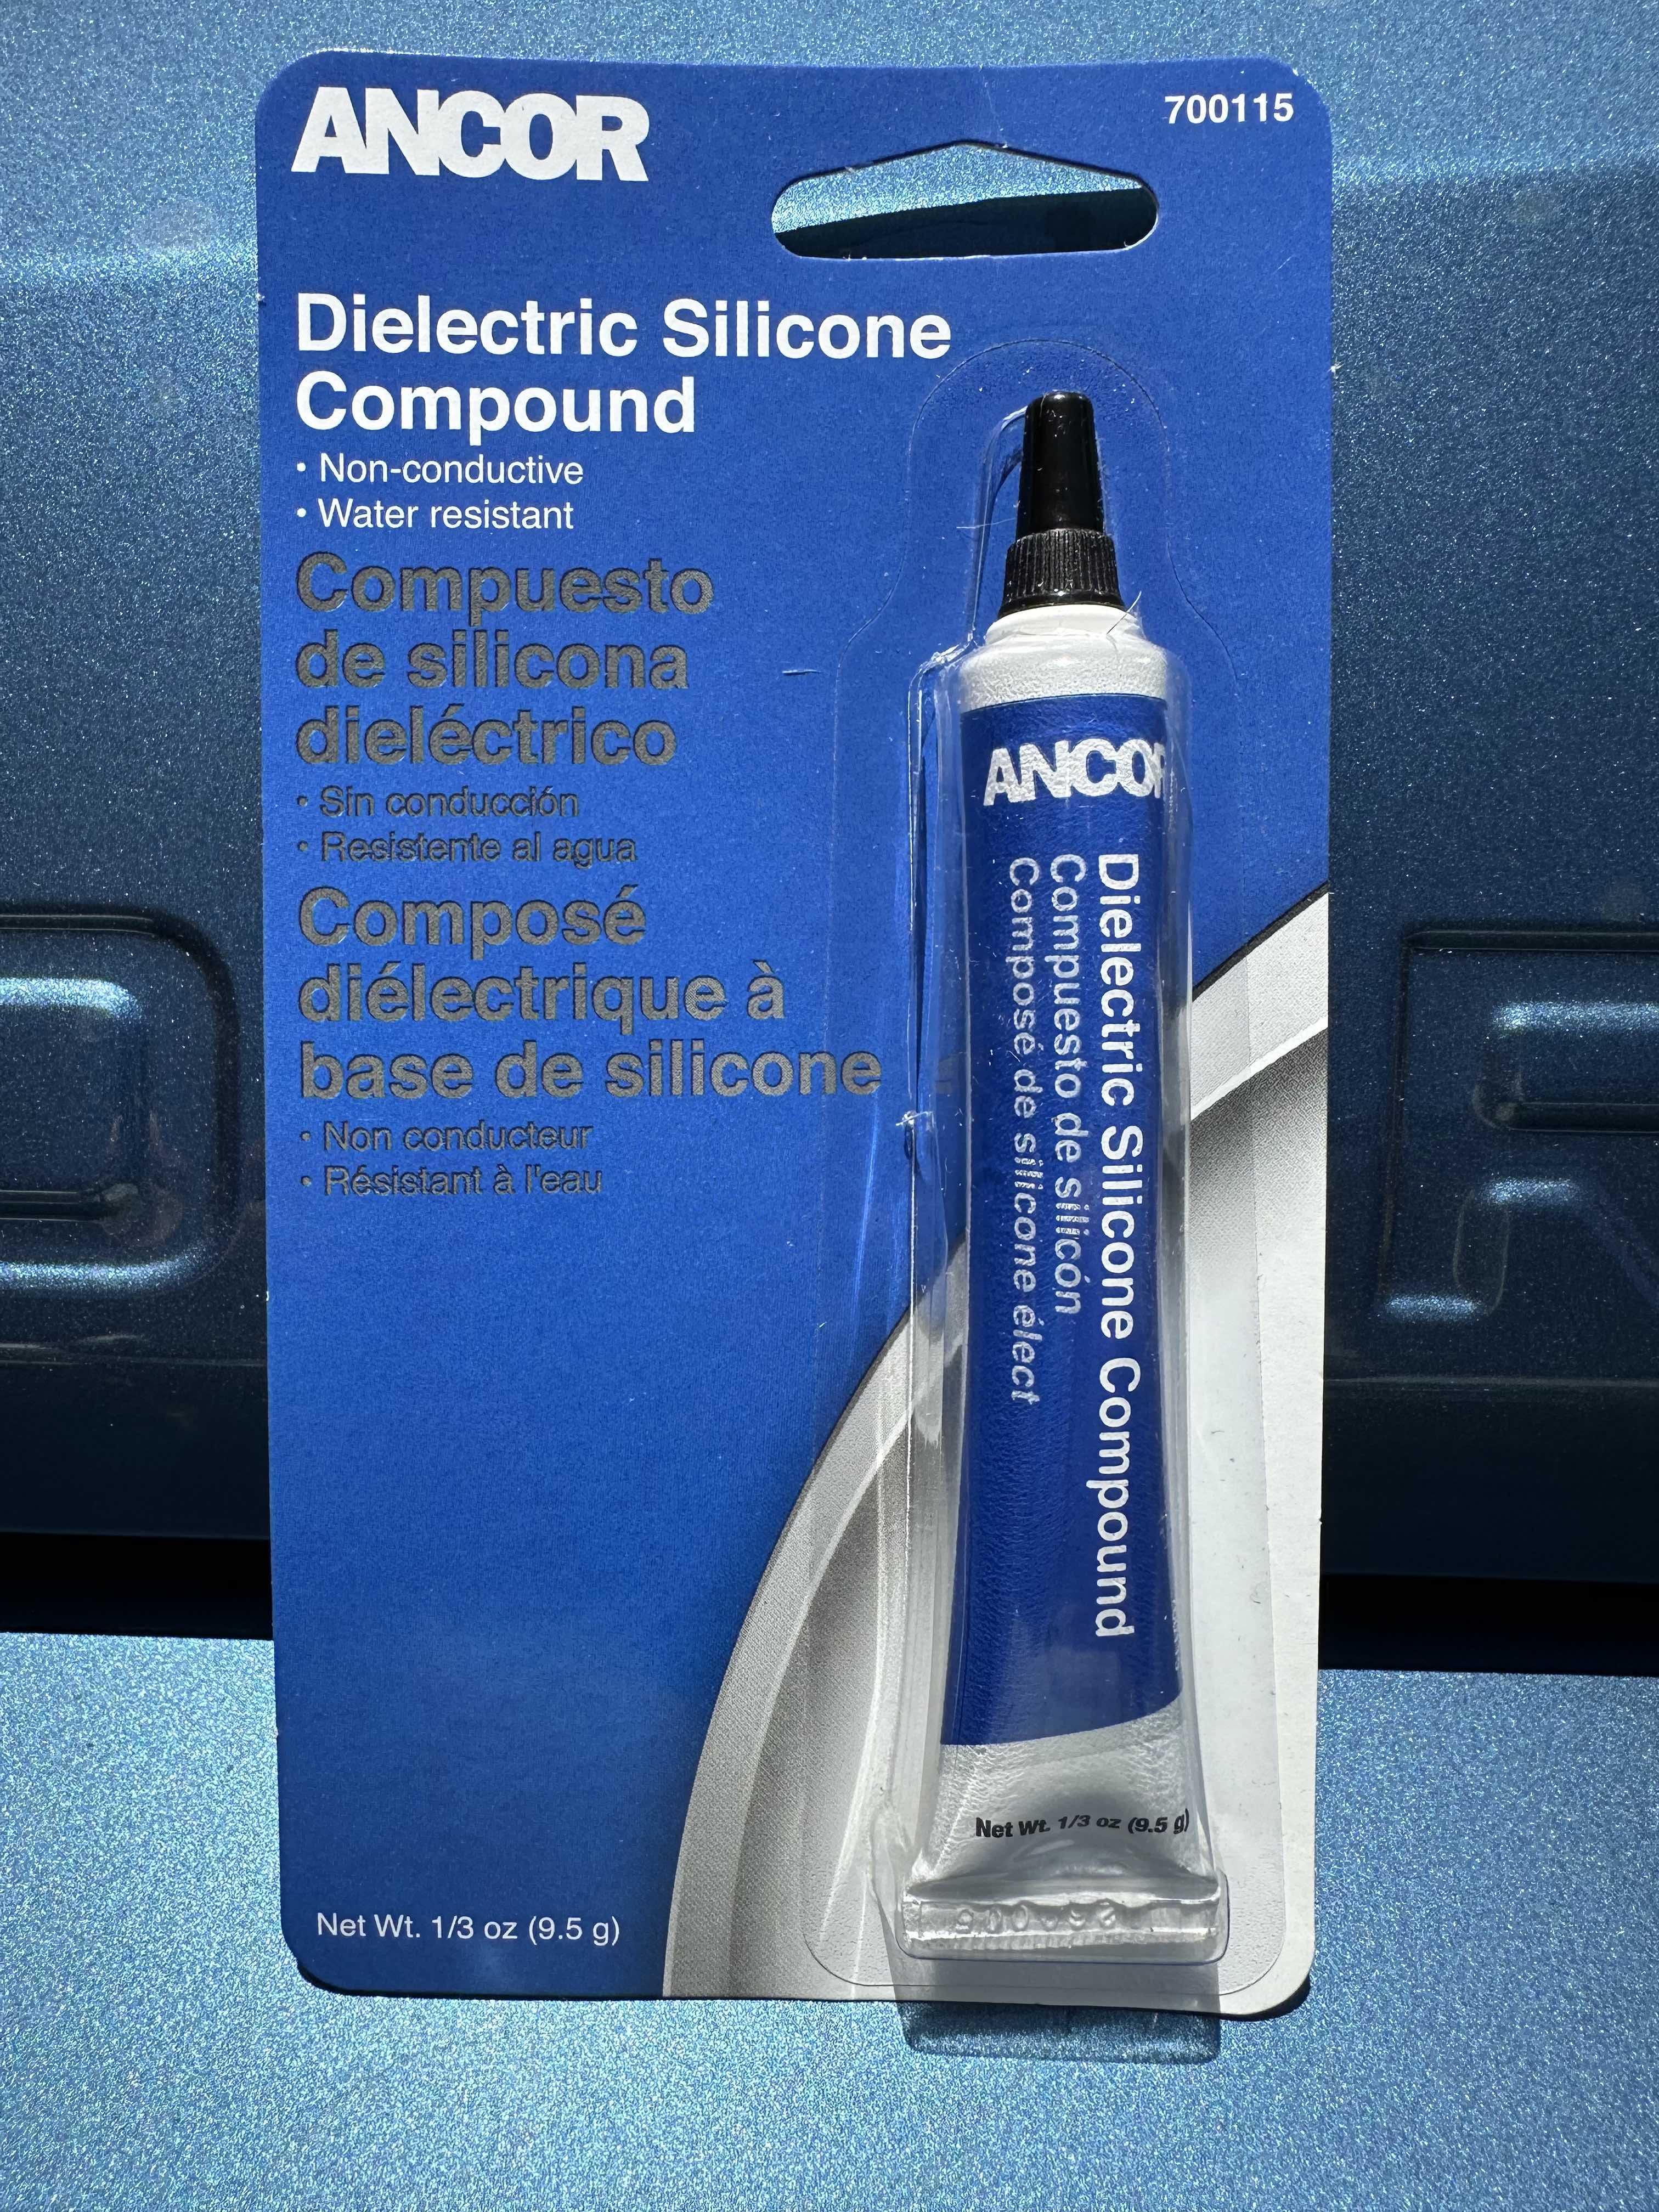 ANCOR
700115
Dielectric Silicone
Compound
• Non-conductive
• Water resistant
Compuesto
de silicona
dieléctrico
• Sin conducción
• Resistente al agua
Composé
diélectrique à
base de silicone
• Non conducteur
• Résistant à l'eau
Net Wt. 1/3 oz (9.5 g)
ANCOR
Dielectric Silicone Compound
Compuesto de silicón
Composé de silicone élect
Net Wt. 1/3 oz (9.5 g)